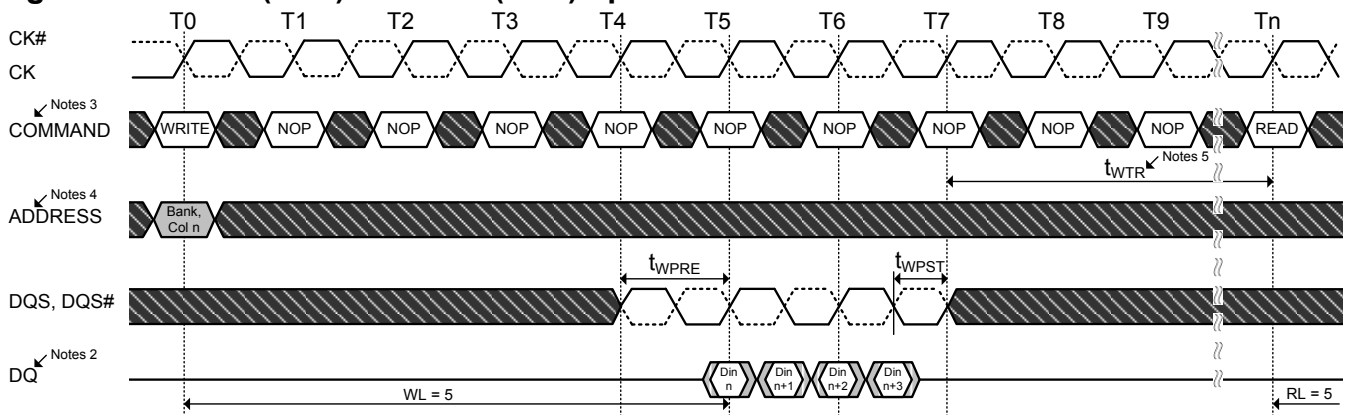 T0 T1 T2 T3 T4 T5 T6 T7 T8 T9 Tn
CK#
CK
Notes 3
COMMAND WRITE NOP NOP NOP NOP NOP NOP NOP NOP NOP READ
tWTR Notes 5
Notes 4
ADDRESS Bank, Col n
tWPRE tWPST
DQS, DQS#
Notes 2
DQ Din n Din n+1 Din n+2 Din n+3
WL = 5 RL = 5